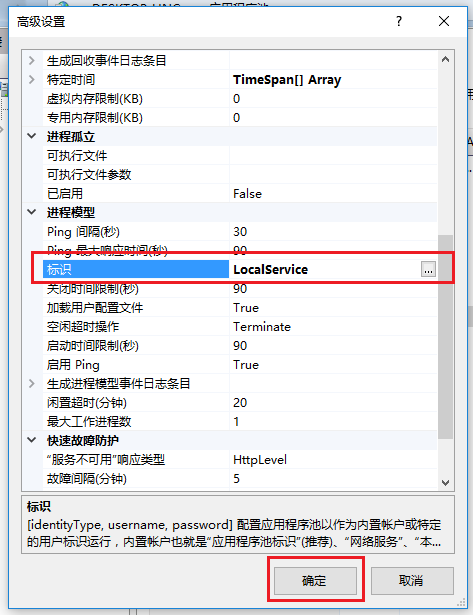 应用程序池
高级设置
生成回收事件日志条目
特定时间 TimeSpan[] Array
虚拟内存限制(KB) 0
专用内存限制(KB) 0
进程孤立
可执行文件
可执行文件参数
已启用 False
进程模型
Ping 间隔(秒) 30
Ping 最大响应时间(秒) 90
标识 LocalService ...
关闭时间限制(秒) 90
加载用户配置文件 True
空闲超时操作 Terminate
启动时间限制(秒) 90
启用 Ping True
生成进程模型事件日志条目
闲置超时(分钟) 20
最大工作进程数 1
快速故障防护
“服务不可用”响应类型 HttpLevel
故障间隔(分钟) 5
标识
[identityType, username, password] 配置应用程序池以作为内置帐户或特定
的用户标识运行，内置帐户也就是“应用程序池标识”(推荐)、“网络服务”、“本...
确定 取消